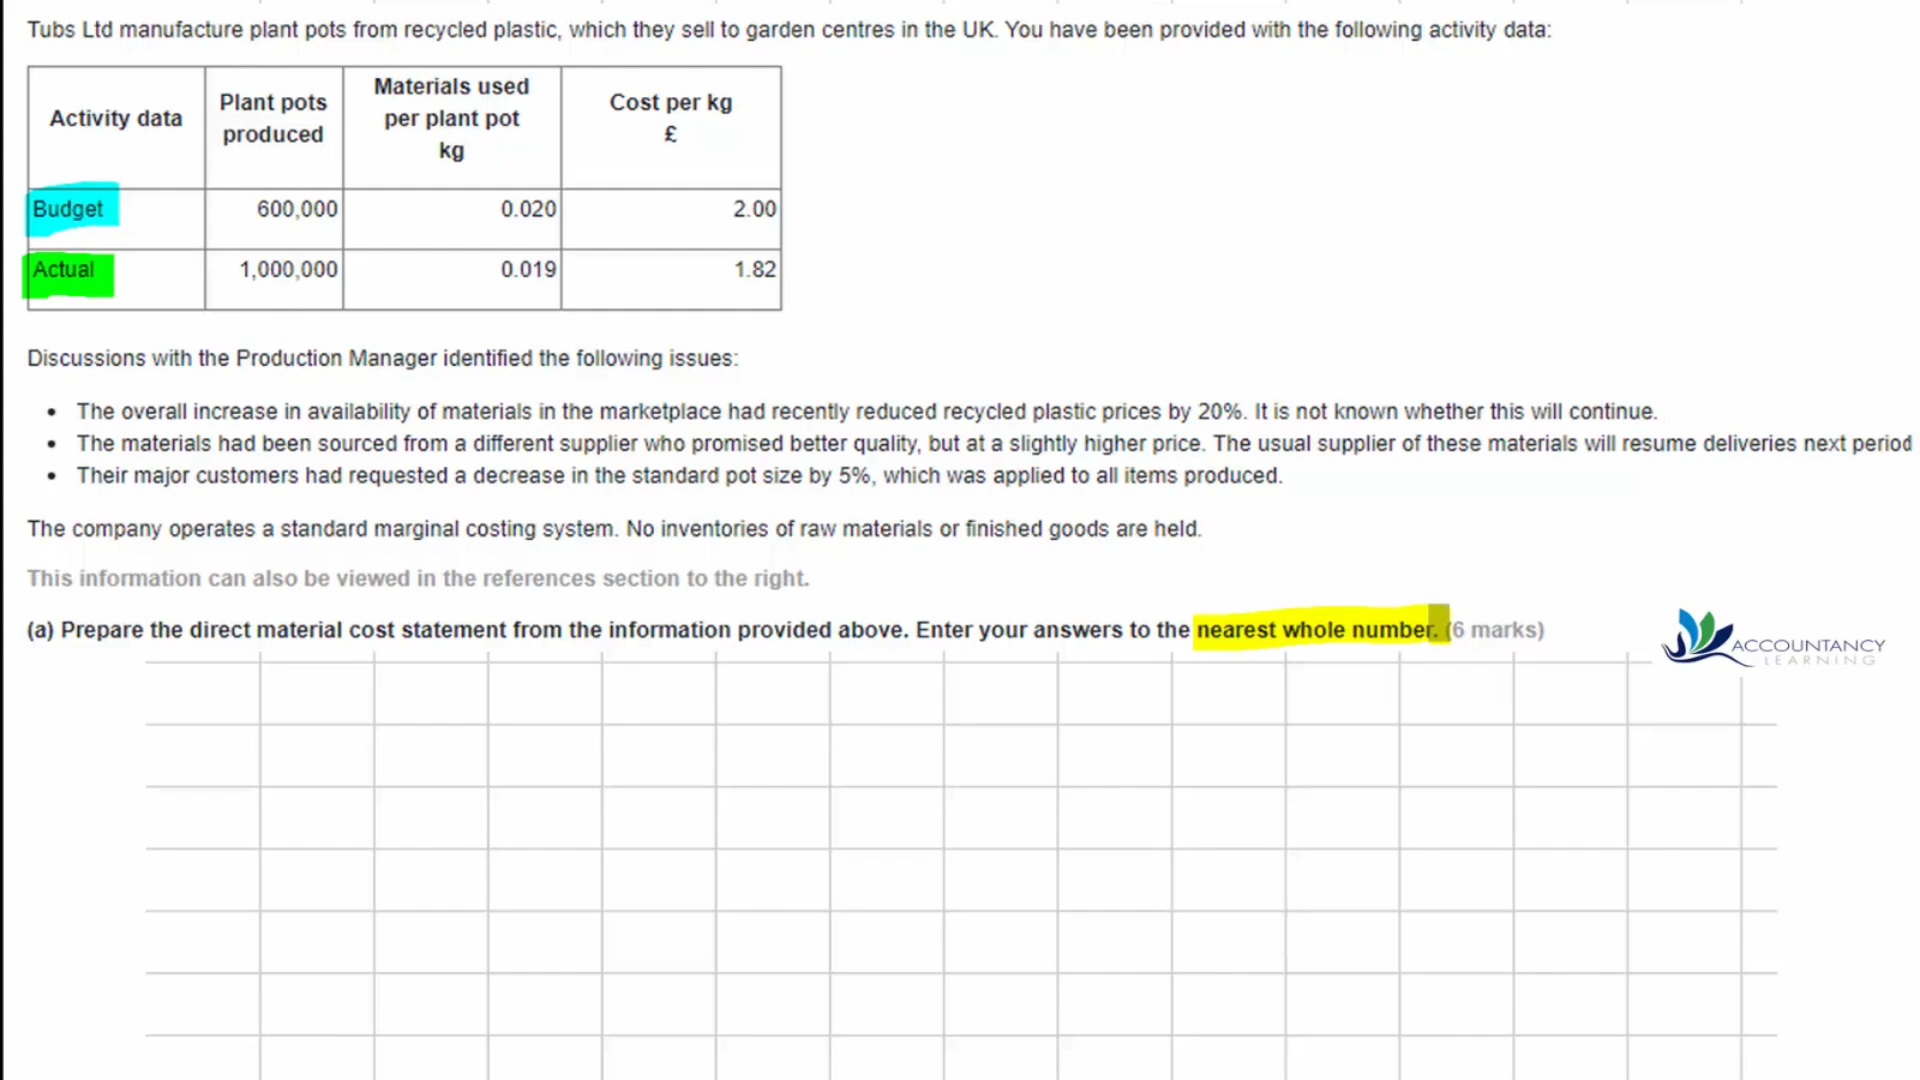 Tubs Ltd manufacture plant pots from recycled plastic, which they sell to garden centres in the UK. You have been provided with the following activity data:
Activity data
Plant pots
produced
Materials used
per plant pot
kg
Cost per kg
£
Budget 600,000 0.020 2.00
Actual 1,000,000 0.019 1.82
Discussions with the Production Manager identified the following issues:
• The overall increase in availability of materials in the marketplace had recently reduced recycled plastic prices by 20%. It is not known whether this will continue.
• The materials had been sourced from a different supplier who promised better quality, but at a slightly higher price. The usual supplier of these materials will resume deliveries next period
• Their major customers had requested a decrease in the standard pot size by 5%, which was applied to all items produced.
The company operates a standard marginal costing system. No inventories of raw materials or finished goods are held.
This information can also be viewed in the references section to the right.
(a) Prepare the direct material cost statement from the information provided above. Enter your answers to the nearest whole number. (6 marks)
ACCOUNTANCY
LEARNING